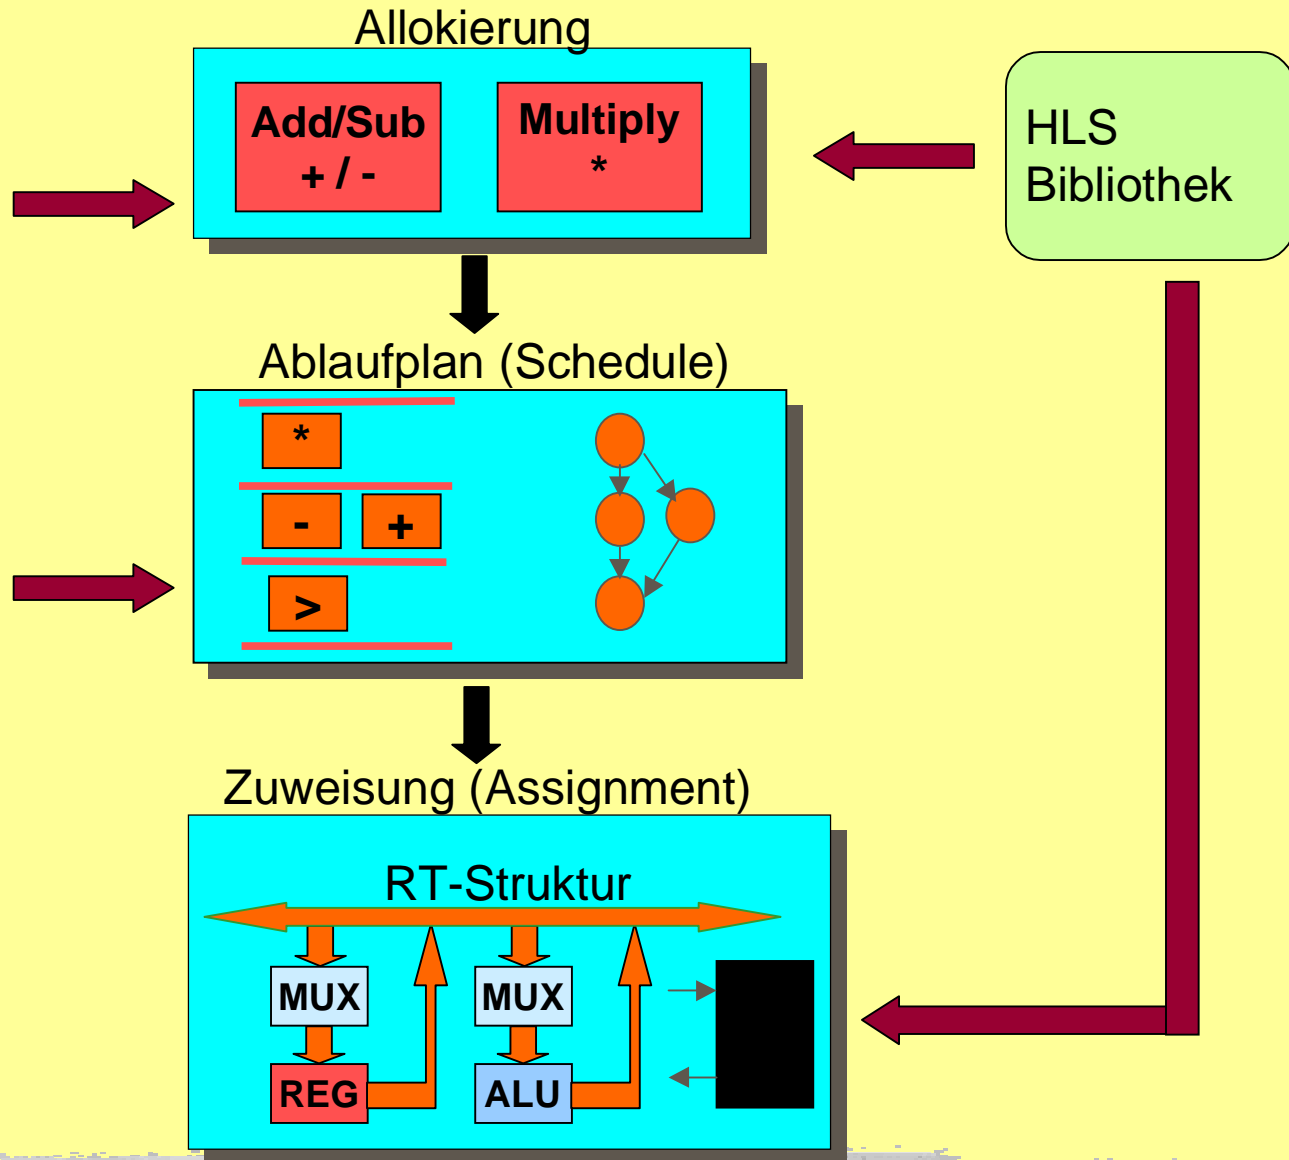 Allokierung
Add/Sub
+ / -
Multiply
*
HLS
Bibliothek
Ablaufplan (Schedule)
*
- +
>
Zuweisung (Assignment)
RT-Struktur
MUX MUX
REG ALU